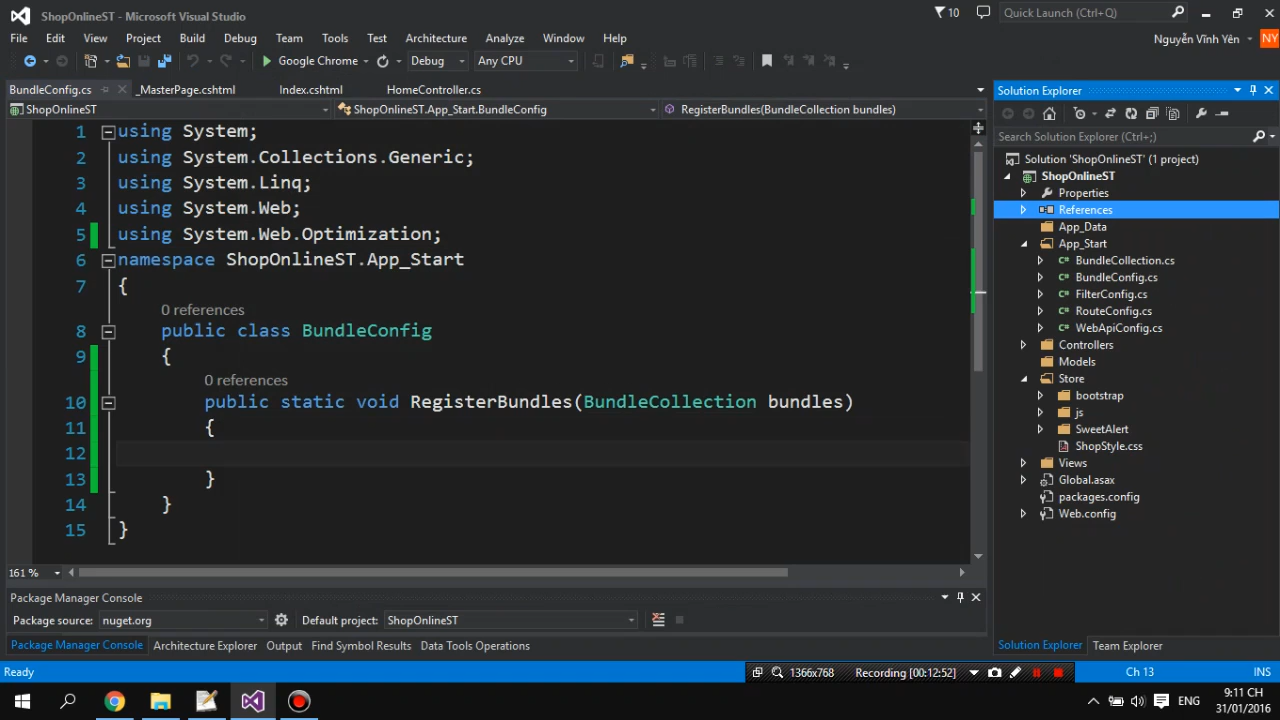 ShopOnlineST - Microsoft Visual Studio
10
Quick Launch (Ctrl+Q)
File Edit View Project Build Debug Team Tools Test Architecture Analyze Window Help
Nguyễn Vĩnh Yên NY
Google Chrome Debug Any CPU
BundleConfig.cs _MasterPage.cshtml Index.cshtml HomeController.cs
ShopOnlineST ShopOnlineST.App_Start.BundleConfig RegisterBundles(BundleCollection bundles)
1 using System;
2 using System.Collections.Generic;
3 using System.Linq;
4 using System.Web;
5 using System.Web.Optimization;
6 namespace ShopOnlineST.App_Start
7 {
0 references
8 public class BundleConfig
9 {
0 references
10 public static void RegisterBundles(BundleCollection bundles)
11 {
12
13 }
14 }
15 }
161 %
Solution Explorer
Search Solution Explorer (Ctrl+;)
Solution 'ShopOnlineST' (1 project)
ShopOnlineST
Properties
References
App_Data
App_Start
BundleCollection.cs
BundleConfig.cs
FilterConfig.cs
RouteConfig.cs
WebApiConfig.cs
Controllers
Models
Store
bootstrap
js
SweetAlert
ShopStyle.css
Views
Global.asax
packages.config
Web.config
Solution Explorer Team Explorer
Package Manager Console
Package source: nuget.org Default project: ShopOnlineST
Package Manager Console Architecture Explorer Output Find Symbol Results Data Tools Operations
Ready 1366x768 Recording [00:12:52] Ch 13 INS
ENG 9:11 CH
31/01/2016